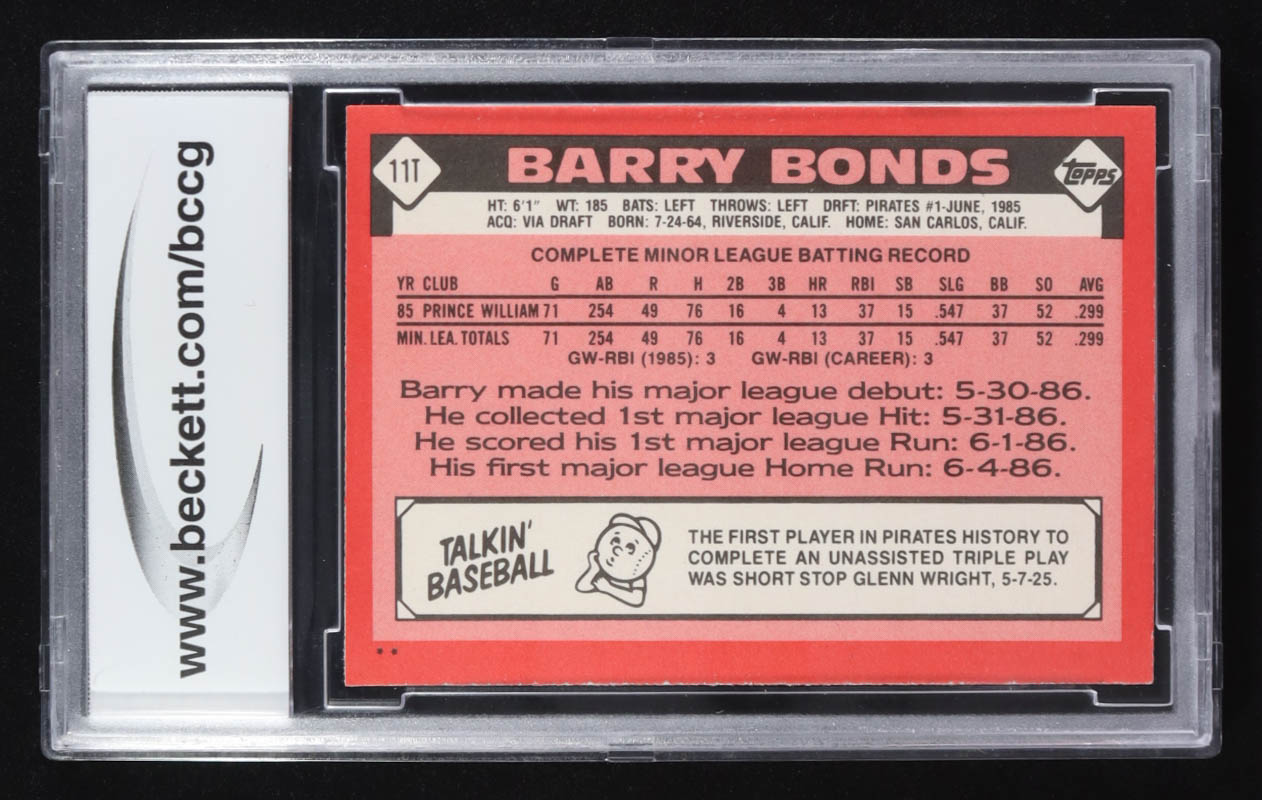 www.beckett.com/bccg
11T
BARRY BONDS
Topps
HT: 6'1" WT: 185 BATS: LEFT THROWS: LEFT DRFT: PIRATES #1-JUNE, 1985
ACQ: VIA DRAFT BORN: 7-24-64, RIVERSIDE, CALIF. HOME: SAN CARLOS, CALIF.
COMPLETE MINOR LEAGUE BATTING RECORD
YR CLUB G AB R H 2B 3B HR RBI SB SLG BB SO AVG
85 PRINCE WILLIAM 71 254 49 76 16 4 13 37 15 .547 37 52 .299
MIN. LEA. TOTALS 71 254 49 76 16 4 13 37 15 .547 37 52 .299
GW-RBI (1985): 3 GW-RBI (CAREER): 3
Barry made his major league debut: 5-30-86.
He collected 1st major league Hit: 5-31-86.
He scored his 1st major league Run: 6-1-86.
His first major league Home Run: 6-4-86.
TALKIN'
BASEBALL
THE FIRST PLAYER IN PIRATES HISTORY TO
COMPLETE AN UNASSISTED TRIPLE PLAY
WAS SHORT STOP GLENN WRIGHT, 5-7-25.
**